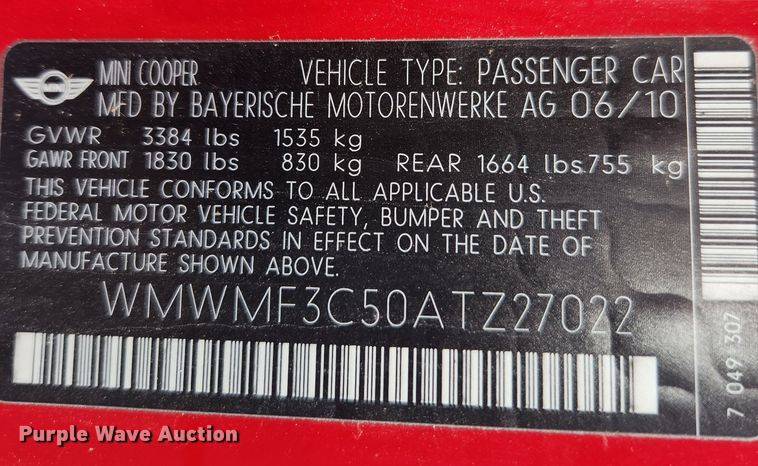 MINI
MINI COOPER VEHICLE TYPE: PASSENGER CAR
MFD BY BAYERISCHE MOTORENWERKE AG 06/10
GVWR 3384 lbs 1535 kg
GAWR FRONT 1830 lbs 830 kg REAR 1664 lbs 755 kg
THIS VEHICLE CONFORMS TO ALL APPLICABLE U.S.
FEDERAL MOTOR VEHICLE SAFETY, BUMPER AND THEFT
PREVENTION STANDARDS IN EFFECT ON THE DATE OF
MANUFACTURE SHOWN ABOVE.
WMWMF3C50ATZ27022
7 049 307
Purple Wave Auction